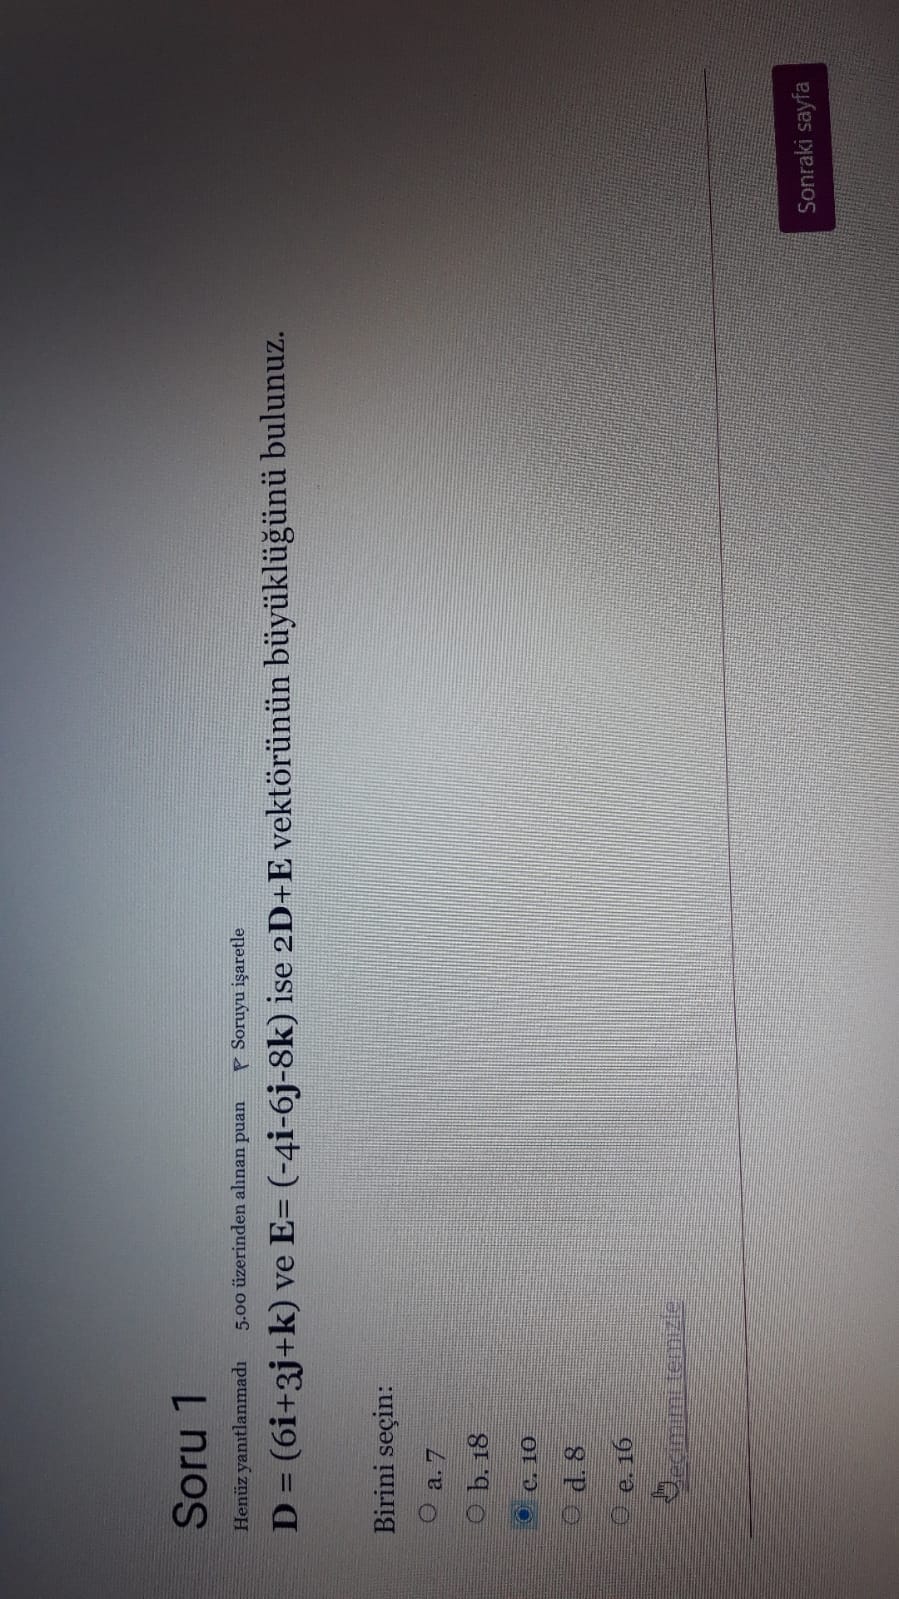 Soru 1
Henüz yanıtlanmadı 5.00 üzerinden alınan puan Soruyu işaretle
D = (6i+3j+k) ve E= (-4i-6j-8k) ise 2D+E vektörünün büyüklüğünü bulunuz.
Birini seçin:
a. 7
b. 18
c. 10
d. 8
e. 16
Seçimimi temizle
Sonraki sayfa